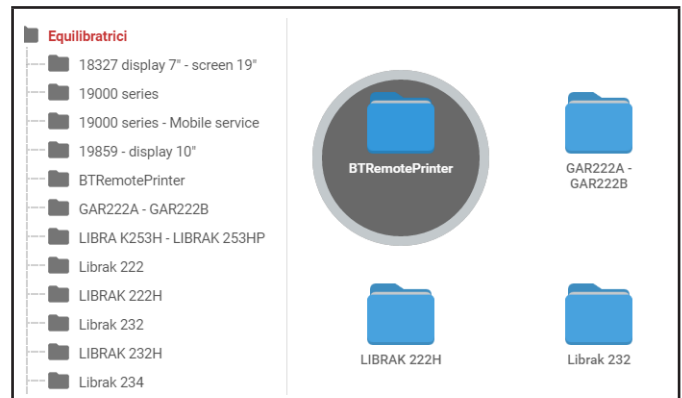 Equilibratrici
18327 display 7" - screen 19"
19000 series
19000 series - Mobile service
19859 - display 10"
BTRemotePrinter
GAR222A - GAR222B
LIBRA K253H - LIBRAK 253HP
Librak 222
LIBRAK 222H
Librak 232
LIBRAK 232H
Librak 234
BTRemotePrinter
GAR222A -
GAR222B
LIBRAK 222H
Librak 232